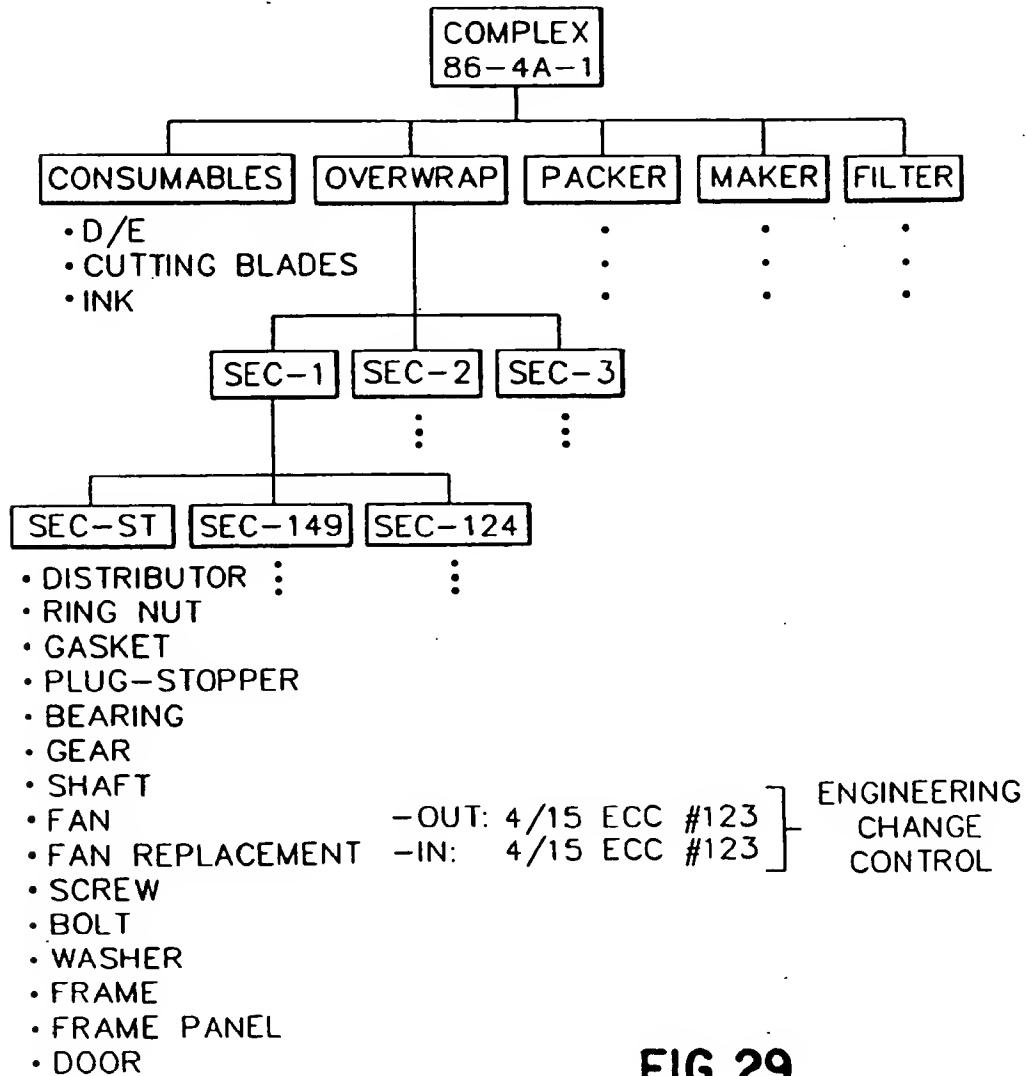 COMPLEX
86-4A-1
CONSUMABLES OVERWRAP PACKER MAKER FILTER
• D/E
• CUTTING BLADES
• INK
SEC-1 SEC-2 SEC-3
SEC-ST SEC-149 SEC-124
• DISTRIBUTOR
• RING NUT
• GASKET
• PLUG-STOPPER
• BEARING
• GEAR
• SHAFT
• FAN -OUT: 4/15 ECC #123
• FAN REPLACEMENT -IN: 4/15 ECC #123
ENGINEERING
CHANGE
CONTROL
• SCREW
• BOLT
• WASHER
• FRAME
• FRAME PANEL
• DOOR
FIG. 29